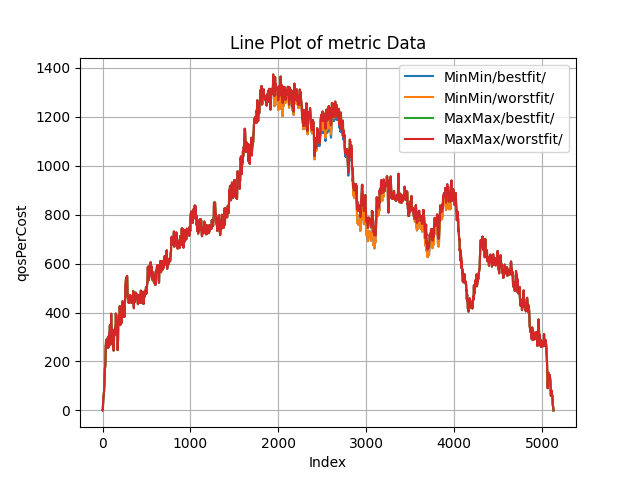 Line Plot of metric Data
MinMin/bestfit/
MinMin/worstfit/
MaxMax/bestfit/
MaxMax/worstfit/
qosPerCost
1400
1200
1000
800
600
400
200
0
0 1000 2000 3000 4000 5000
Index